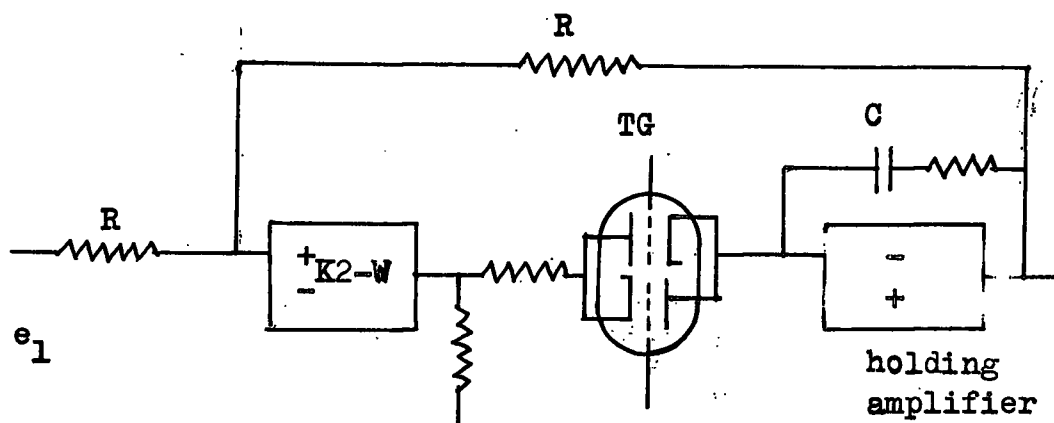 R
C
TG
R
+
K2-W
-
-
+
e1
holding
amplifier